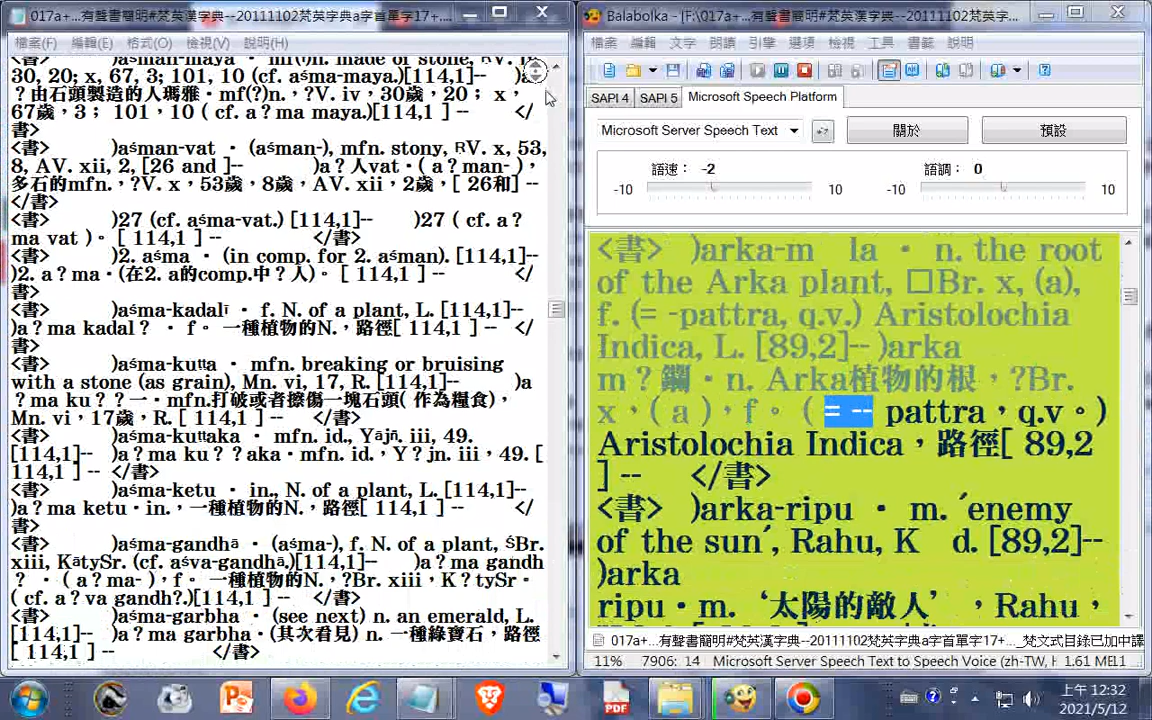 017a+...有聲書簡明#梵英漢字典--20111102梵英字典a字首單字17+...
檔案(F) 編輯(E) 格式(O) 檢視(V) 說明(H)
)aśman-maya ・ mf(ī)n. made of stone, ṚV. iv,
30, 20; x, 67, 3; 101, 10 (cf. aśma-maya.)[114,1]-- )a
？由石頭製造的人瑪雅・mf(?)n.，?V. iv，30歲，20； x，
67歲，3； 101，10 ( cf. a？ma maya.)[114,1 ] -- </
書>
<書> )aśman-vat ・ (aśman-), mfn. stony, ṚV. x, 53,
8, AV. xii, 2, [26 and ]-- )a？人vat・( a？man- )，
多石的mfn.，?V. x，53歲，8歲，AV. xii，2歲，[ 26和] --
</書>
<書> )27 (cf. aśma-vat.) [114,1]-- )27 ( cf. a？
ma vat )。 [ 114,1 ] -- </書>
<書> )2. aśma ・ (in comp. for 2. aśman). [114,1]--
)2. a？ma・(在2. a的comp.中？人)。 [ 114,1 ] -- </
書>
<書> )aśma-kadalī ・ f. N. of a plant, L. [114,1]--
)a？ma kadal？ ・ f。 一種植物的N.，路徑[ 114,1 ] -- </
書>
<書> )aśma-kuṭṭa ・ mfn. breaking or bruising
with a stone (as grain), Mn. vi, 17, R. [114,1]-- )a
？ma ku？？一・mfn.打破或者擦傷一塊石頭( 作為糧食)，
Mn. vi，17歲，R. [ 114,1 ] -- </書>
<書> )aśma-kuṭṭaka ・ mfn. id., Yājñ. iii, 49.
[114,1]-- )a？ma ku？？aka・mfn. id.，Y？jn. iii，49. [
114,1 ] -- </書>
<書> )aśma-ketu ・ in., N. of a plant, L. [114,1]--
)a？ma ketu・in.，一種植物的N.，路徑[ 114,1 ] -- </
書>
<書> )aśma-gandhā ・ (aśma-), f. N. of a plant, ŚBr.
xiii, KātySr. (cf. aśva-gandhā.)[114,1]-- )a？ma gandh
？ ・ ( a？ma- )，f。 一種植物的N.，?Br. xiii，K？tySr。
( cf. a？va gandh?.)[114,1 ] -- </書>
<書> )aśma-garbha ・ (see next) n. an emerald, L.
[114,1]-- )a？ma garbh・(其次看見) n. 一種綠寶石，路徑
[ 114,1 ] -- </書>
Balabolka - [F:\017a+...有聲書簡明#梵英漢字典--20111102梵英字...
檔案 編輯 文字 朗讀 引擎 選項 檢視 工具 書籤 說明
SAPI 4 SAPI 5 Microsoft Speech Platform
Microsoft Server Speech Text 關於 預設
語速： -2 語調： 0
-10 10 -10 10
<書> )arka-m la ・ n. the root
of the Arka plant, □Br. x, (a),
f. (= -pattra, q.v.) Aristolochia
Indica, L. [89,2]-- )arka
m？鑭・n. Arka植物的根，?Br.
x，( a )，f。 ( = -- pattra，q.v。)
Aristolochia Indica，路徑[ 89,2
] -- </書>
<書> )arka-ripu ・ m. ′enemy
of the sun′, Rahu, K d. [89,2]--
)arka
ripu・m.‘太陽的敵人’，Rahu，
017a+...有聲書簡明#梵英漢字典--20111102梵英字典a字首單字17+..._梵文式目錄已加中譯
11% 7906: 14 Microsoft Server Speech Text to Speech Voice (zh-TW, H 1.61 MB
上午 12:32
2021/5/12